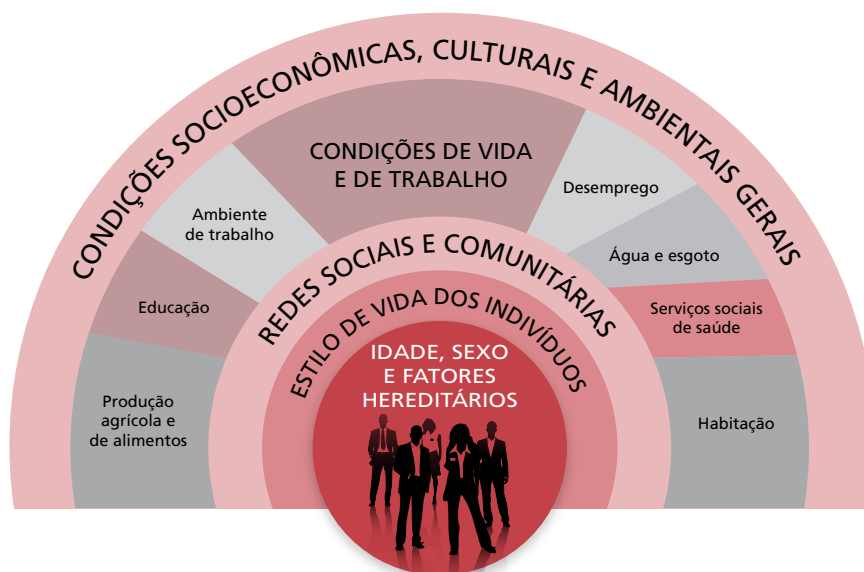 CONDIÇÕES SOCIOECONÔMICAS, CULTURAIS E AMBIENTAIS GERAIS
CONDIÇÕES DE VIDA
E DE TRABALHO
Desemprego
Ambiente
de trabalho
Água e esgoto
REDES SOCIAIS E COMUNITÁRIAS
Educação
Serviços sociais
de saúde
ESTILO DE VIDA DOS INDIVÍDUOS
IDADE, SEXO
E FATORES
HEREDITÁRIOS
Produção
agrícola e
de alimentos
Habitação